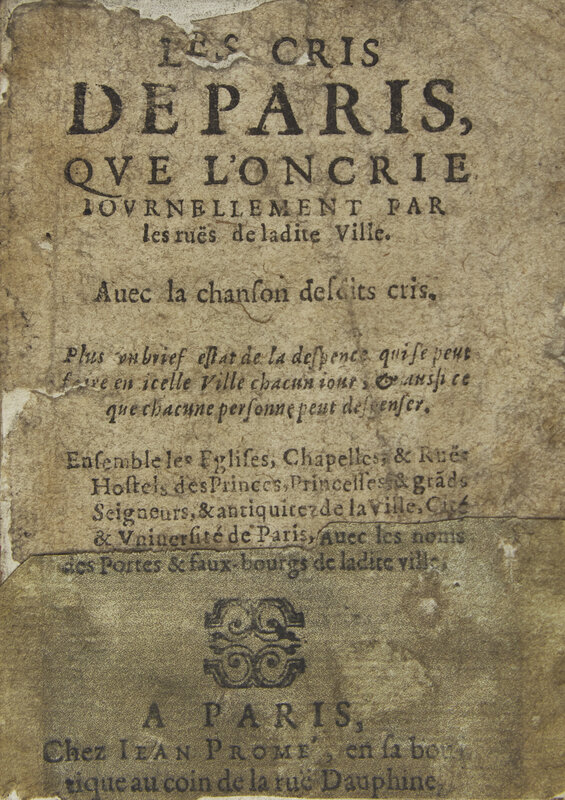 LES CRIS
DE PARIS,
QVE L'ON CRIE
IOVRNELLEMENT PAR
les ruës de ladite Ville.
Auec la chanſon deſdits cris.
Plus vn brief eſtat de la deſpence qui ſe peut
faire en icelle Ville chacun iour, & auſſi ce
que chacune perſonne peut deſpenſer.
Enſemble les Egliſes, Chapelles, & Ruës
Hoſtels des Princes, Princeſſes & grãds
Seigneurs, & antiquitez de la Ville, Cité
& Vniuerſité de Paris, Auec les noms
des Portes & faux-bourgs de ladite ville.
A PARIS,
Chez IEAN PROME', en ſa bou
tique au coin de la ruë Dauphine,